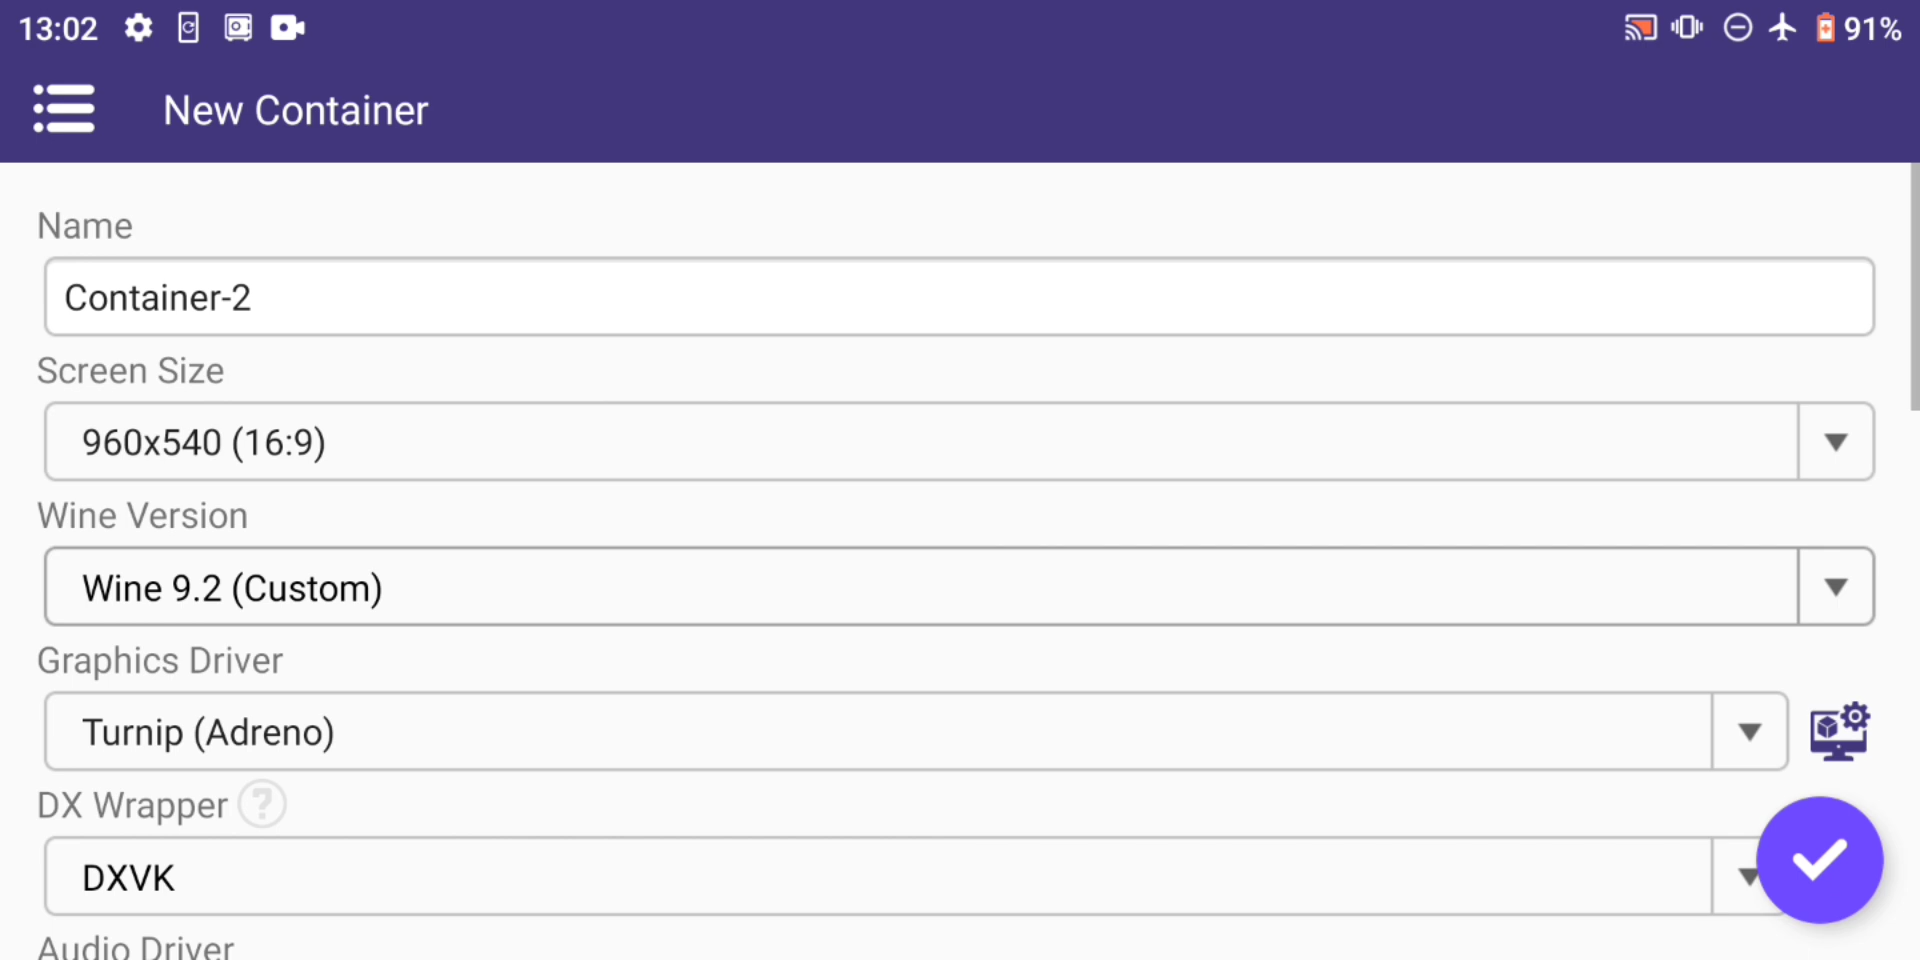 13:02 91%
New Container
Name
Container-2
Screen Size
960x540 (16:9)
Wine Version
Wine 9.2 (Custom)
Graphics Driver
Turnip (Adreno)
DX Wrapper ?
DXVK
Audio Driver